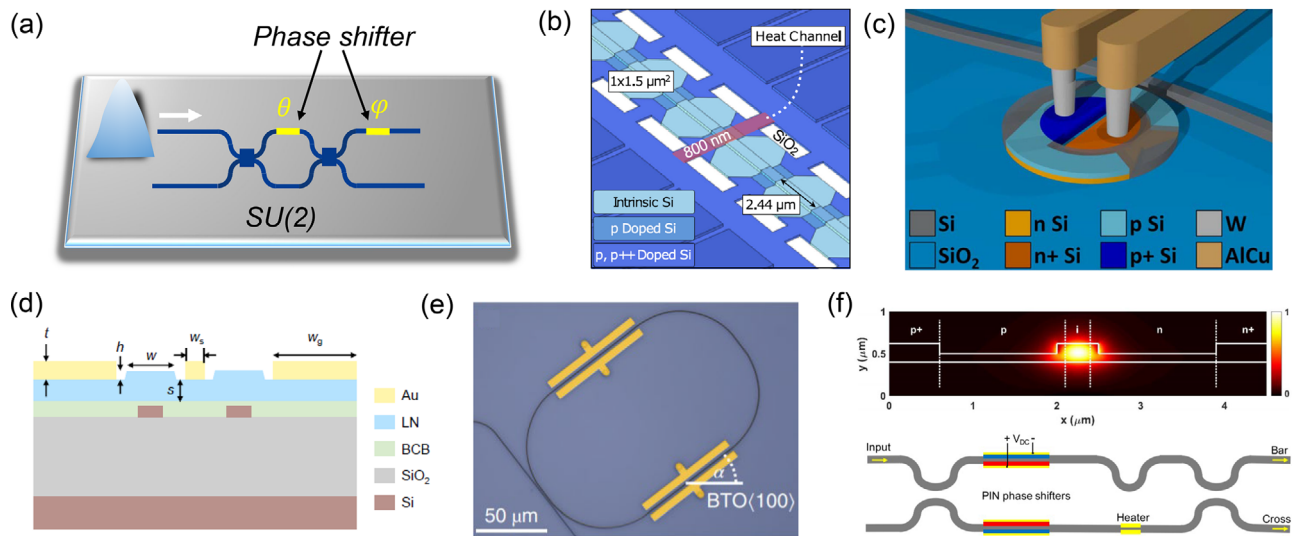 (a)
Phase shifter
θ
φ
SU(2)
(b)
Heat Channel
1x1.5 µm²
800 nm
SiO₂
2.44 µm
Intrinsic Si
p Doped Si
p, p++ Doped Si
(c)
Si
n Si
p Si
W
SiO₂
n+ Si
p+ Si
AlCu
(d)
t
h
w
wₛ
w_g
s
Au
LN
BCB
SiO₂
Si
(e)
α
BTO⟨100⟩
50 µm
(f)
p+
p
i
n
n+
y (µm)
1
0.5
0
0
1
2
3
4
x (µm)
1
0
+ V_DC -
Input
Bar
PIN phase shifters
Heater
Cross